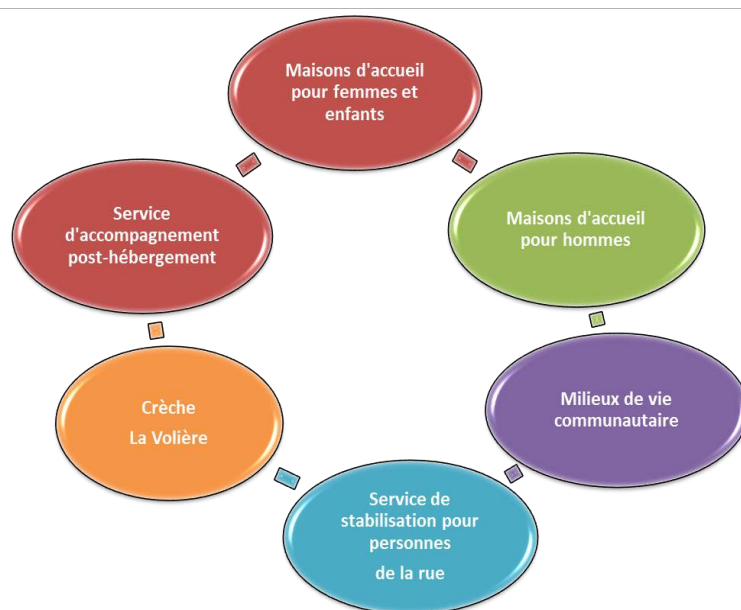 Maisons d'accueil
pour femmes et
enfants
Maisons d'accueil
pour hommes
Milieux de vie
communautaire
Service de
stabilisation pour
personnes
de la rue
Crèche
La Volière
Service
d'accompagnement
post-hébergement